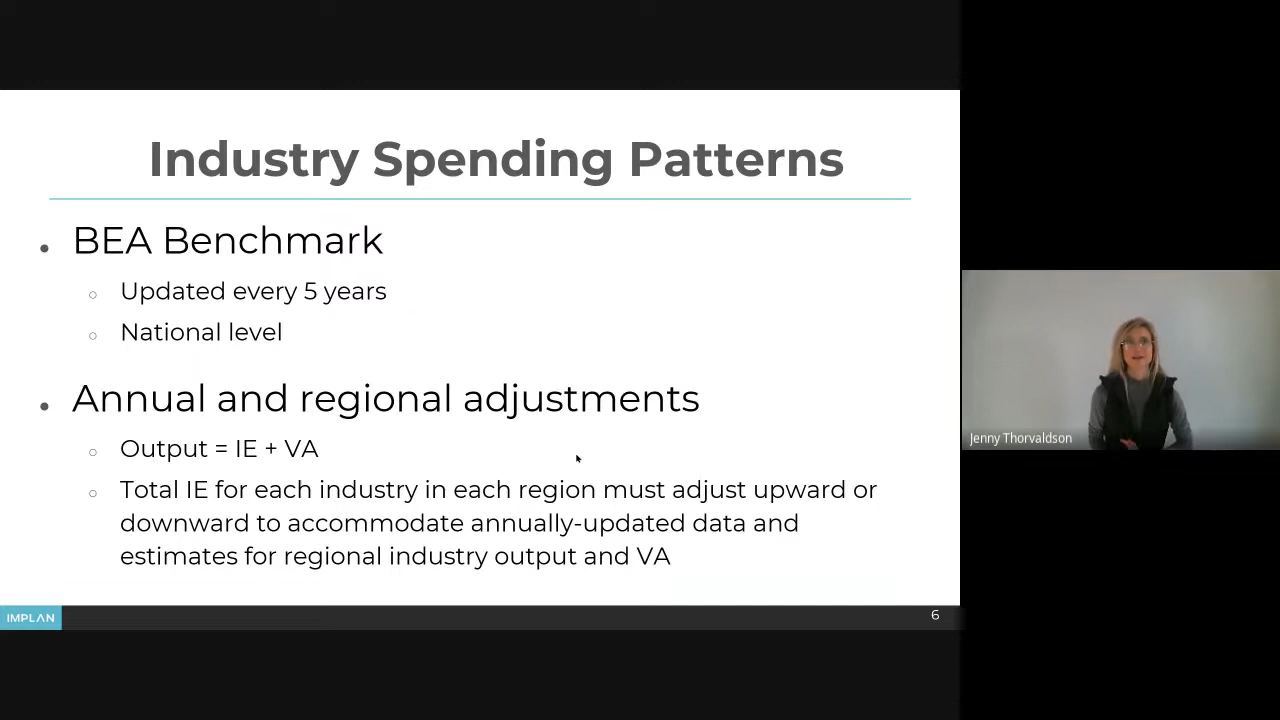 Industry Spending Patterns
• BEA Benchmark
○ Updated every 5 years
○ National level
• Annual and regional adjustments
○ Output = IE + VA
○ Total IE for each industry in each region must adjust upward or
downward to accommodate annually-updated data and
estimates for regional industry output and VA
IMPLAN
6
Jenny Thorvaldson